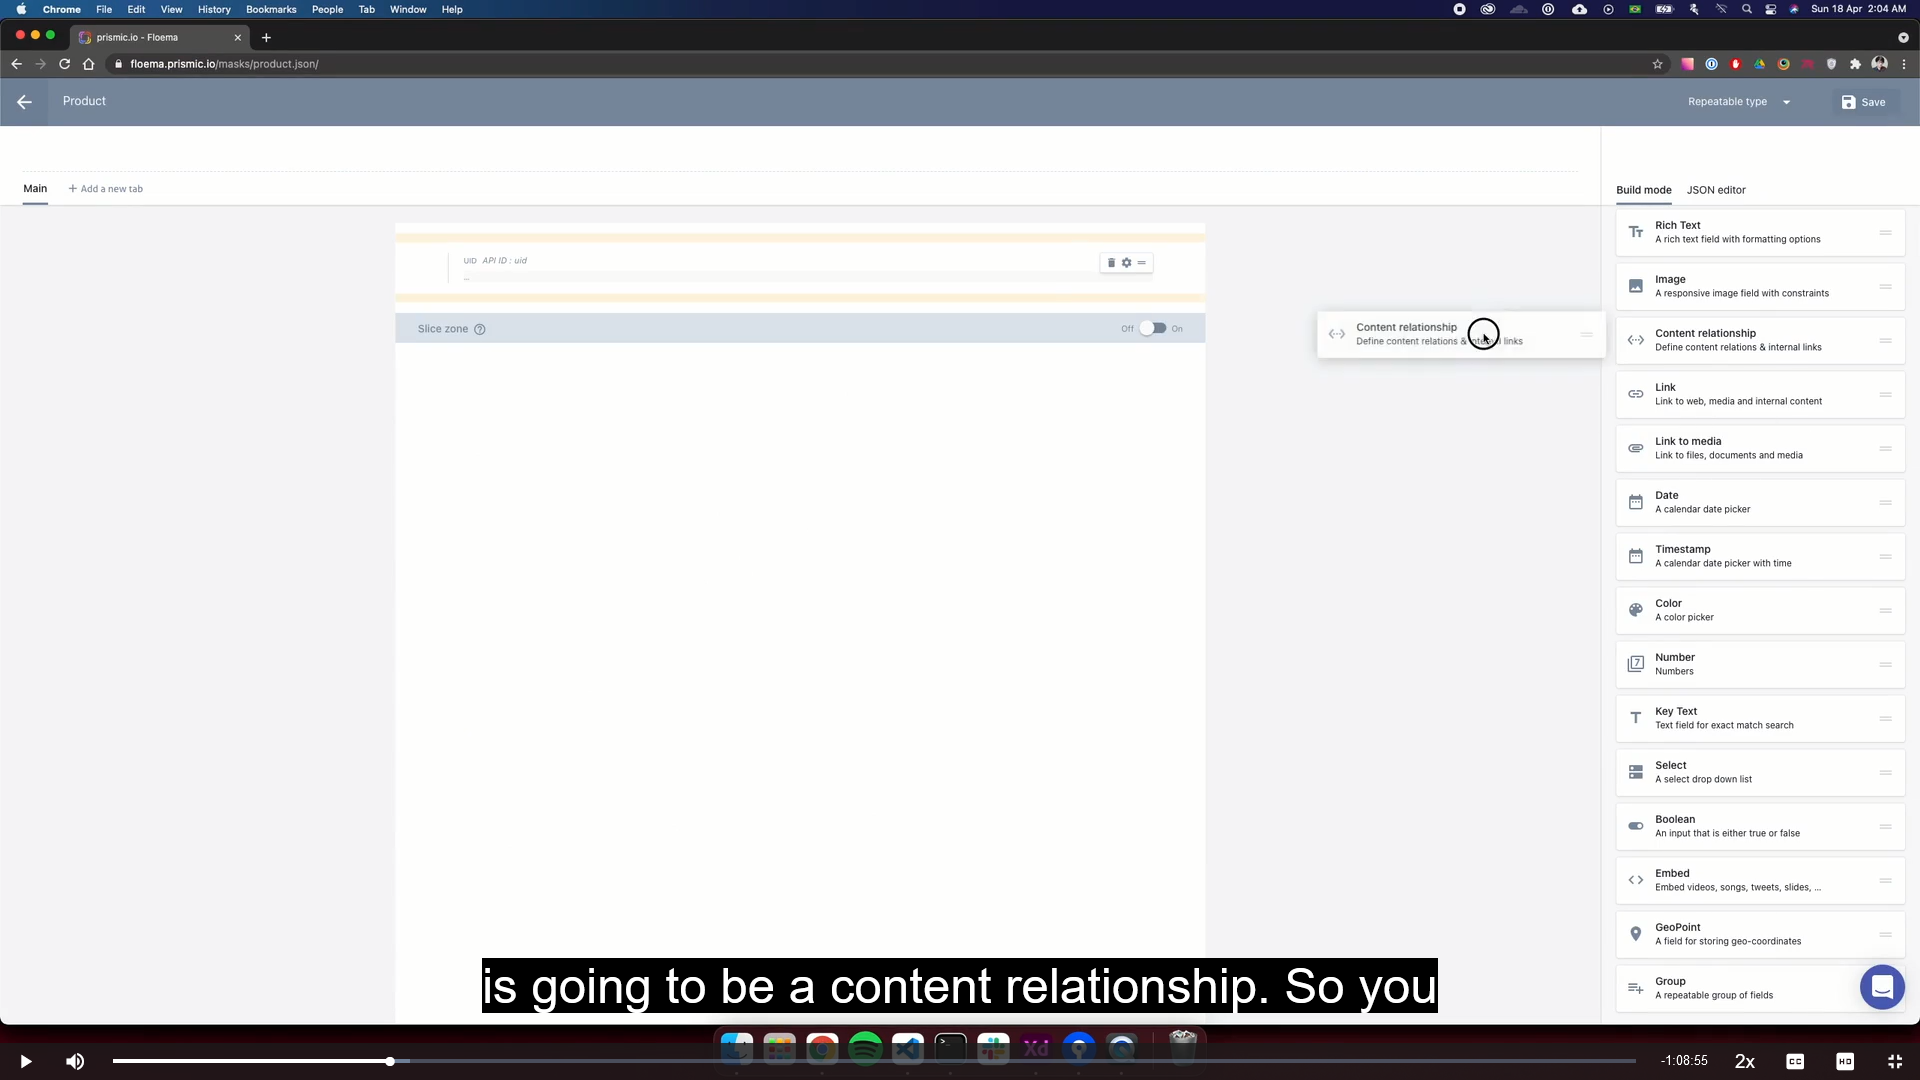 Chrome File Edit View History Bookmarks People Tab Window Help
Sun 18 Apr 2:04 AM
prismic.io - Floema
floema.prismic.io/masks/product.json/
Product
Repeatable type
Save
Main
+ Add a new tab
Build mode
JSON editor
UID API ID : uid
...
Slice zone ?
Off
On
Content relationship
Define content relations & internal links
Rich Text
A rich text field with formatting options
Image
A responsive image field with constraints
Content relationship
Define content relations & internal links
Link
Link to web, media and internal content
Link to media
Link to files, documents and media
Date
A calendar date picker
Timestamp
A calendar date picker with time
Color
A color picker
7
Number
Numbers
Key Text
Text field for exact match search
Select
A select drop down list
Boolean
An input that is either true or false
Embed
Embed videos, songs, tweets, slides, ...
GeoPoint
A field for storing geo-coordinates
Group
A repeatable group of fields
is going to be a content relationship. So you
Xd
-1:08:55
2x
CC
HD